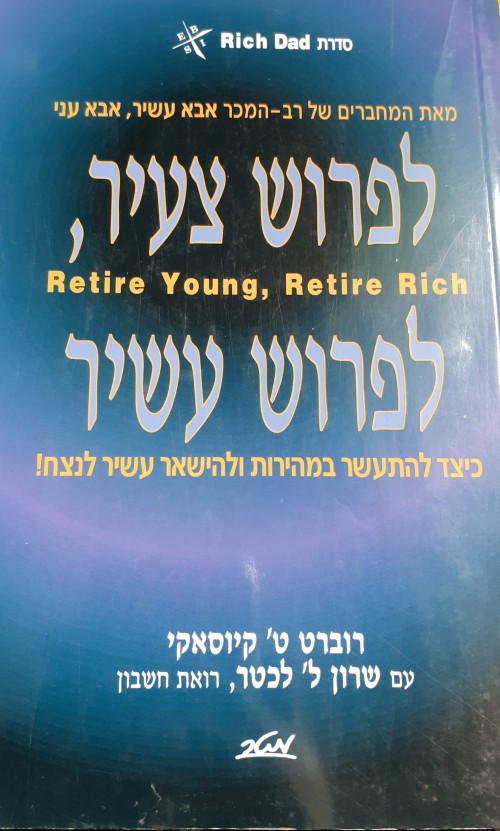 סדרת Rich Dad
E B S I
מאת המחברים של רב-המכר אבא עשיר, אבא עני
לפרוש צעיר,
Retire Young, Retire Rich
לפרוש עשיר
כיצד להתעשר במהירות ולהישאר עשיר לנצח!
רוברט ט' קיוסאקי
עם שרון ל' לכטר, רואת חשבון
מטר